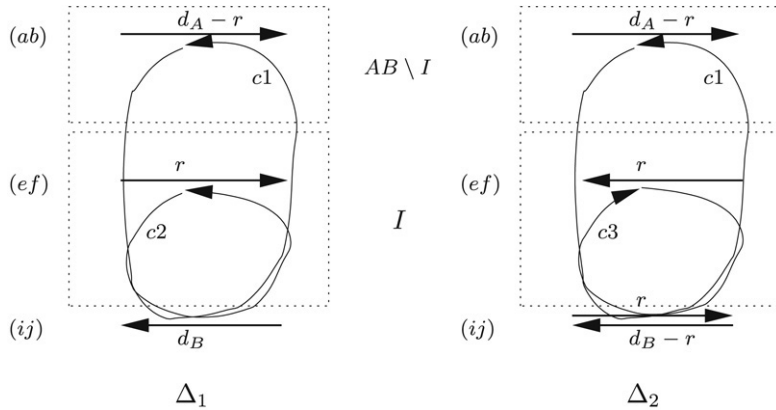 (ab) d_A − r (ab) d_A − r
c1 AB \ I c1
(ef) r (ef) r
c2 I c3
r
(ij) d_B (ij) d_B − r
Δ_1 Δ_2